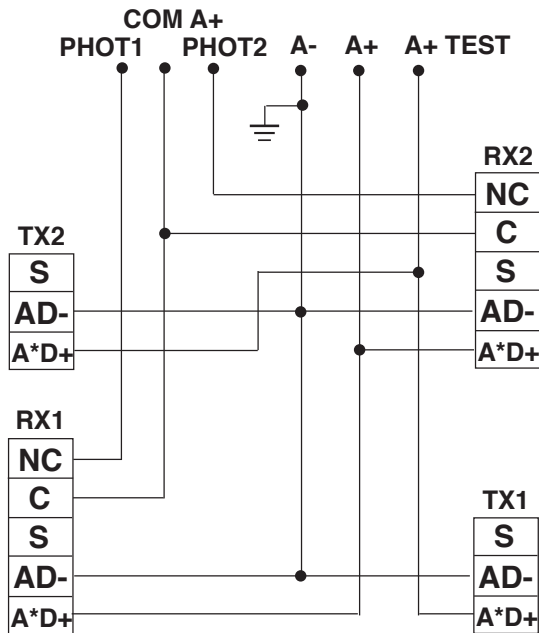 COM A+
PHOT1 PHOT2 A- A+ A+ TEST
RX2
NC
C
S
AD-
A*D+
TX2
S
AD-
A*D+
RX1
NC
C
S
AD-
A*D+
TX1
S
AD-
A*D+